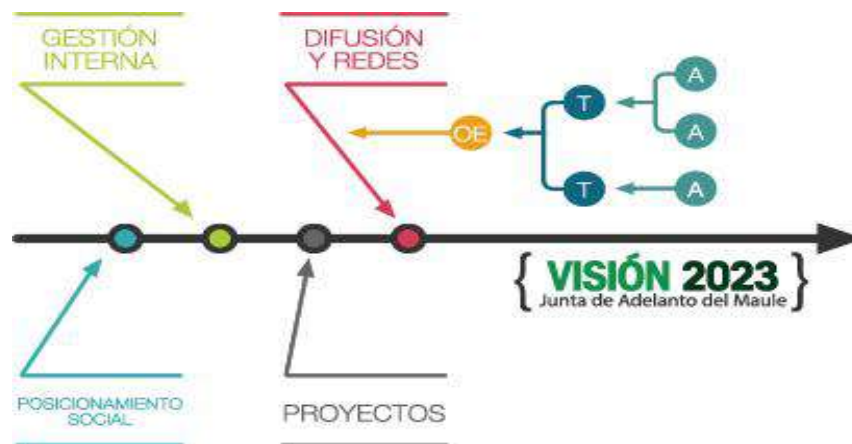 GESTIÓN
INTERNA
DIFUSIÓN
Y REDES
A
T
A
OE
T
A
{ VISIÓN 2023 }
Junta de Adelanto del Maule
POSICIONAMIENTO
SOCIAL
PROYECTOS